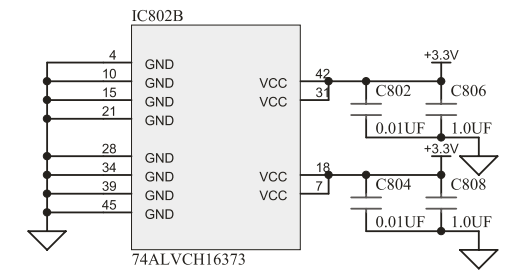 IC802B
4 GND
10 GND
15 GND
21 GND
28 GND
34 GND
39 GND
45 GND
VCC 42
VCC 31
VCC 18
VCC 7
+3.3V
C802 C806
0.01UF 1.0UF
+3.3V
C804 C808
0.01UF 1.0UF
74ALVCH16373